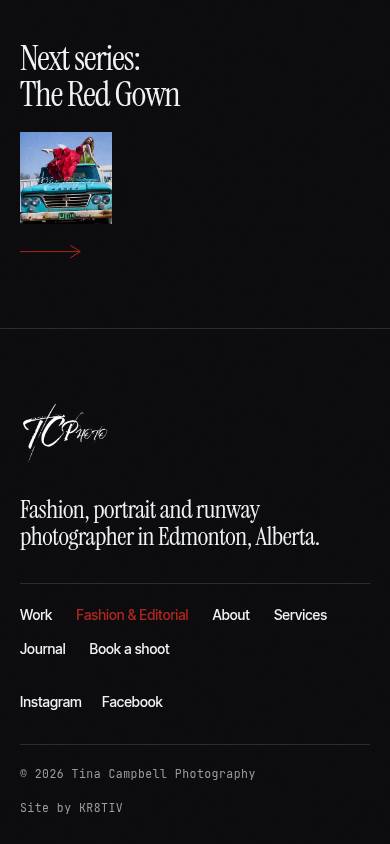 Next series:
The Red Gown
TCPHOTO
Fashion, portrait and runway
photographer in Edmonton, Alberta.
Work Fashion & Editorial About Services
Journal Book a shoot
Instagram Facebook
© 2026 Tina Campbell Photography
Site by KR8TIV